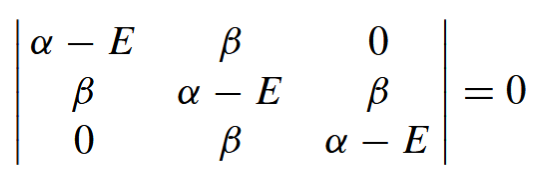 | α − E β 0 |
| β α − E β | = 0
| 0 β α − E |